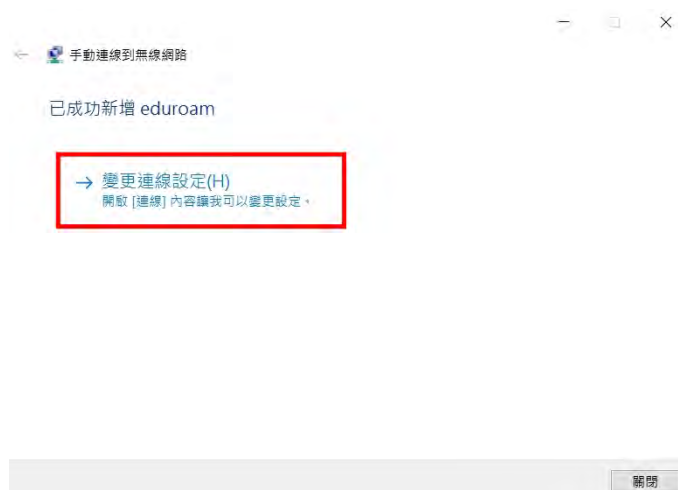 手動連線到無線網路
已成功新增 eduroam
→ 變更連線設定(H)
開啟 [連線] 內容讓我可以變更設定。
關閉